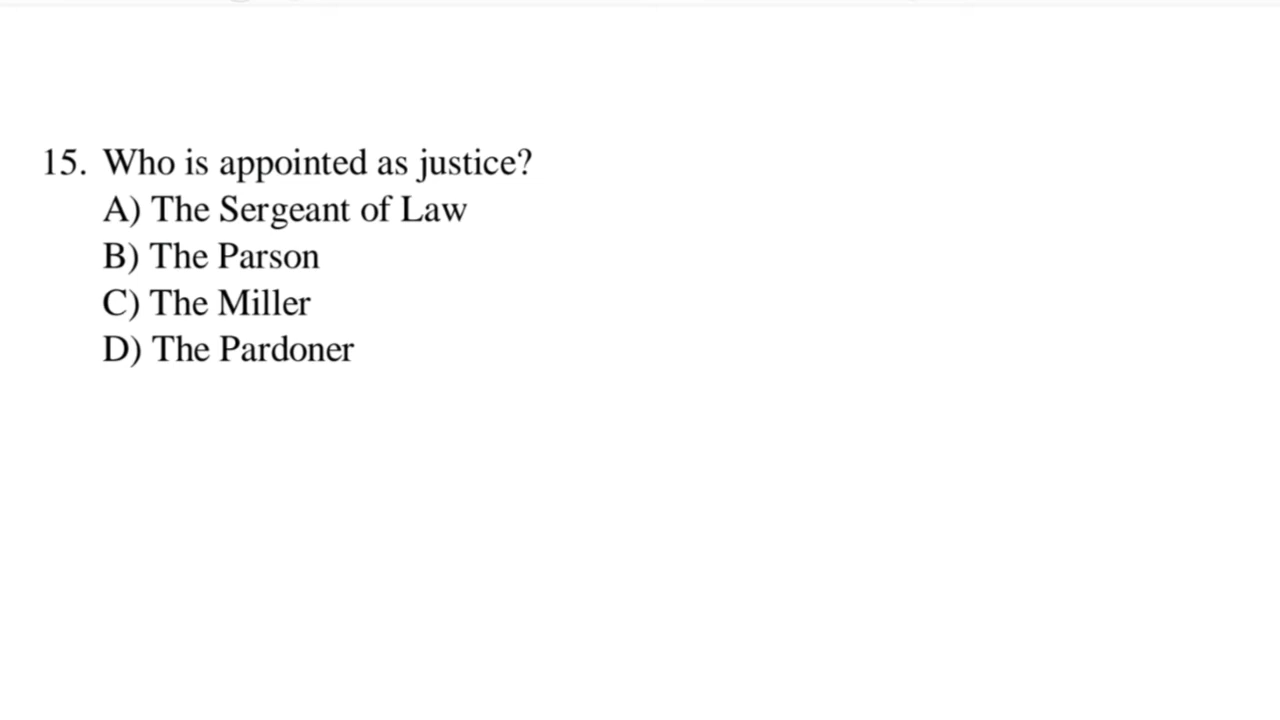 15. Who is appointed as justice?
A) The Sergeant of Law
B) The Parson
C) The Miller
D) The Pardoner